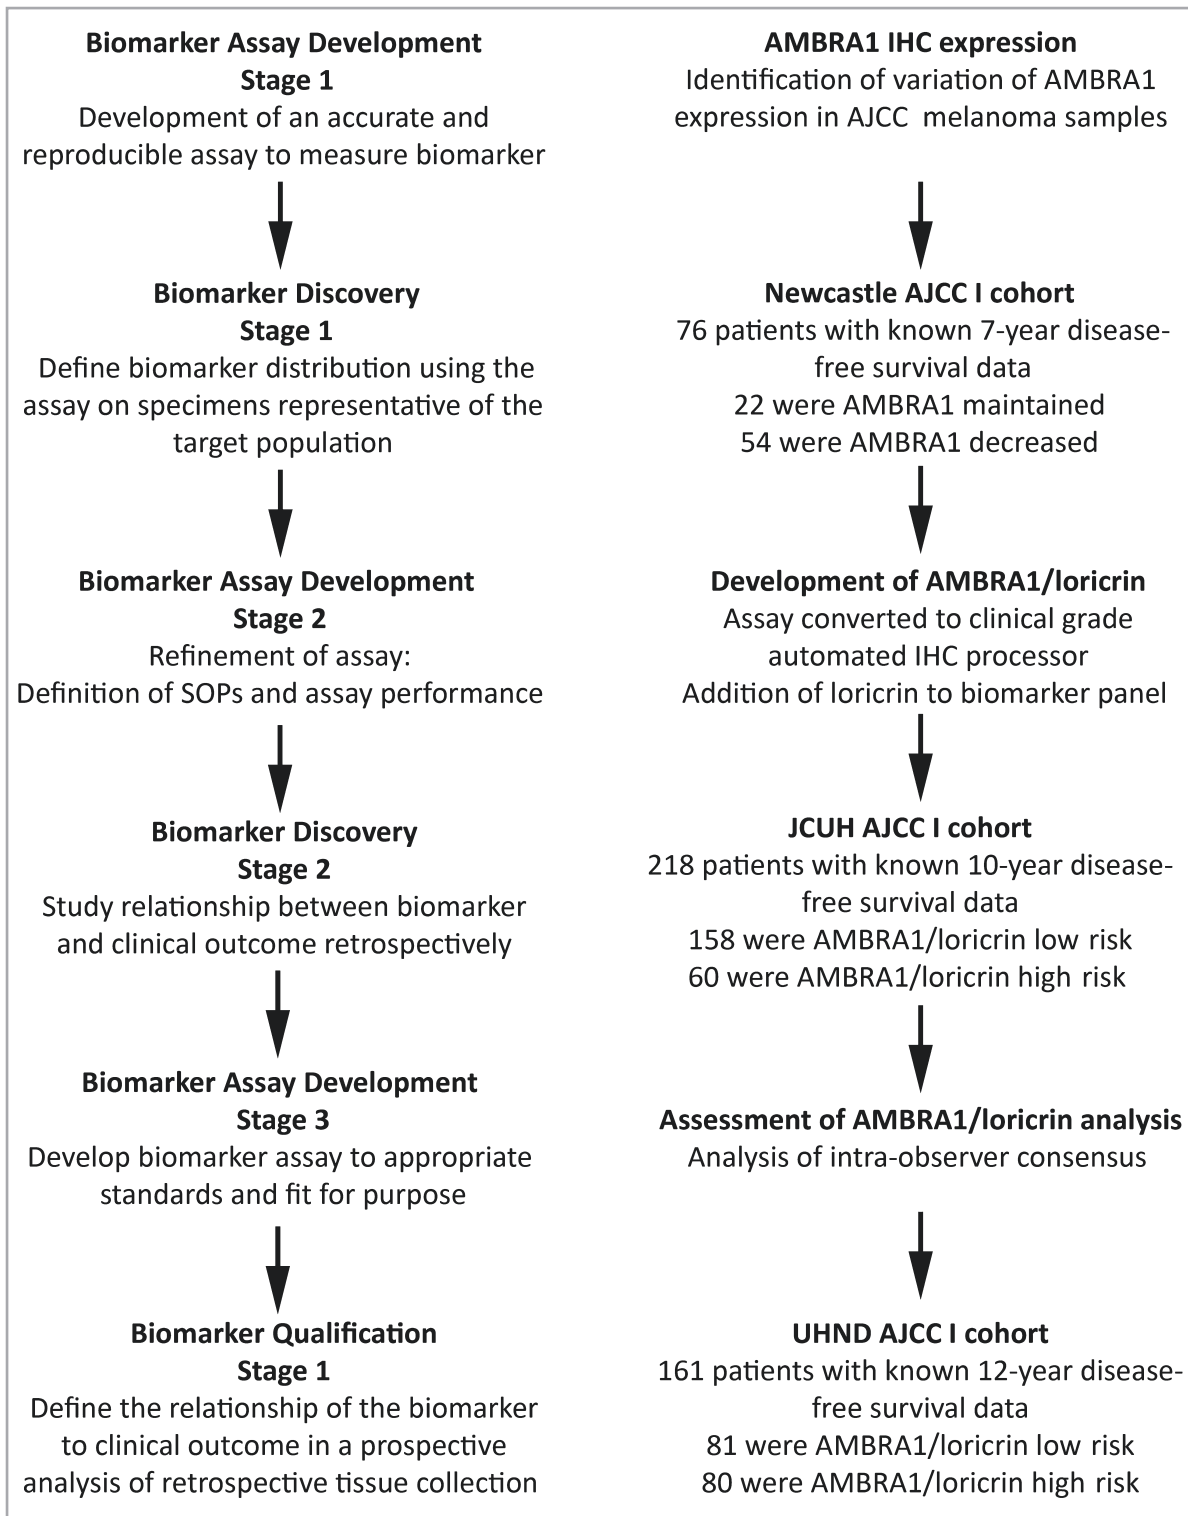 Biomarker Assay Development
Stage 1
Development of an accurate and
reproducible assay to measure biomarker
Biomarker Discovery
Stage 1
Define biomarker distribution using the
assay on specimens representative of the
target population
Biomarker Assay Development
Stage 2
Refinement of assay:
Definition of SOPs and assay performance
Biomarker Discovery
Stage 2
Study relationship between biomarker
and clinical outcome retrospectively
Biomarker Assay Development
Stage 3
Develop biomarker assay to appropriate
standards and fit for purpose
Biomarker Qualification
Stage 1
Define the relationship of the biomarker
to clinical outcome in a prospective
analysis of retrospective tissue collection
AMBRA1 IHC expression
Identification of variation of AMBRA1
expression in AJCC melanoma samples
Newcastle AJCC I cohort
76 patients with known 7-year disease-
free survival data
22 were AMBRA1 maintained
54 were AMBRA1 decreased
Development of AMBRA1/loricrin
Assay converted to clinical grade
automated IHC processor
Addition of loricrin to biomarker panel
JCUH AJCC I cohort
218 patients with known 10-year disease-
free survival data
158 were AMBRA1/loricrin low risk
60 were AMBRA1/loricrin high risk
Assessment of AMBRA1/loricrin analysis
Analysis of intra-observer consensus
UHND AJCC I cohort
161 patients with known 12-year disease-
free survival data
81 were AMBRA1/loricrin low risk
80 were AMBRA1/loricrin high risk